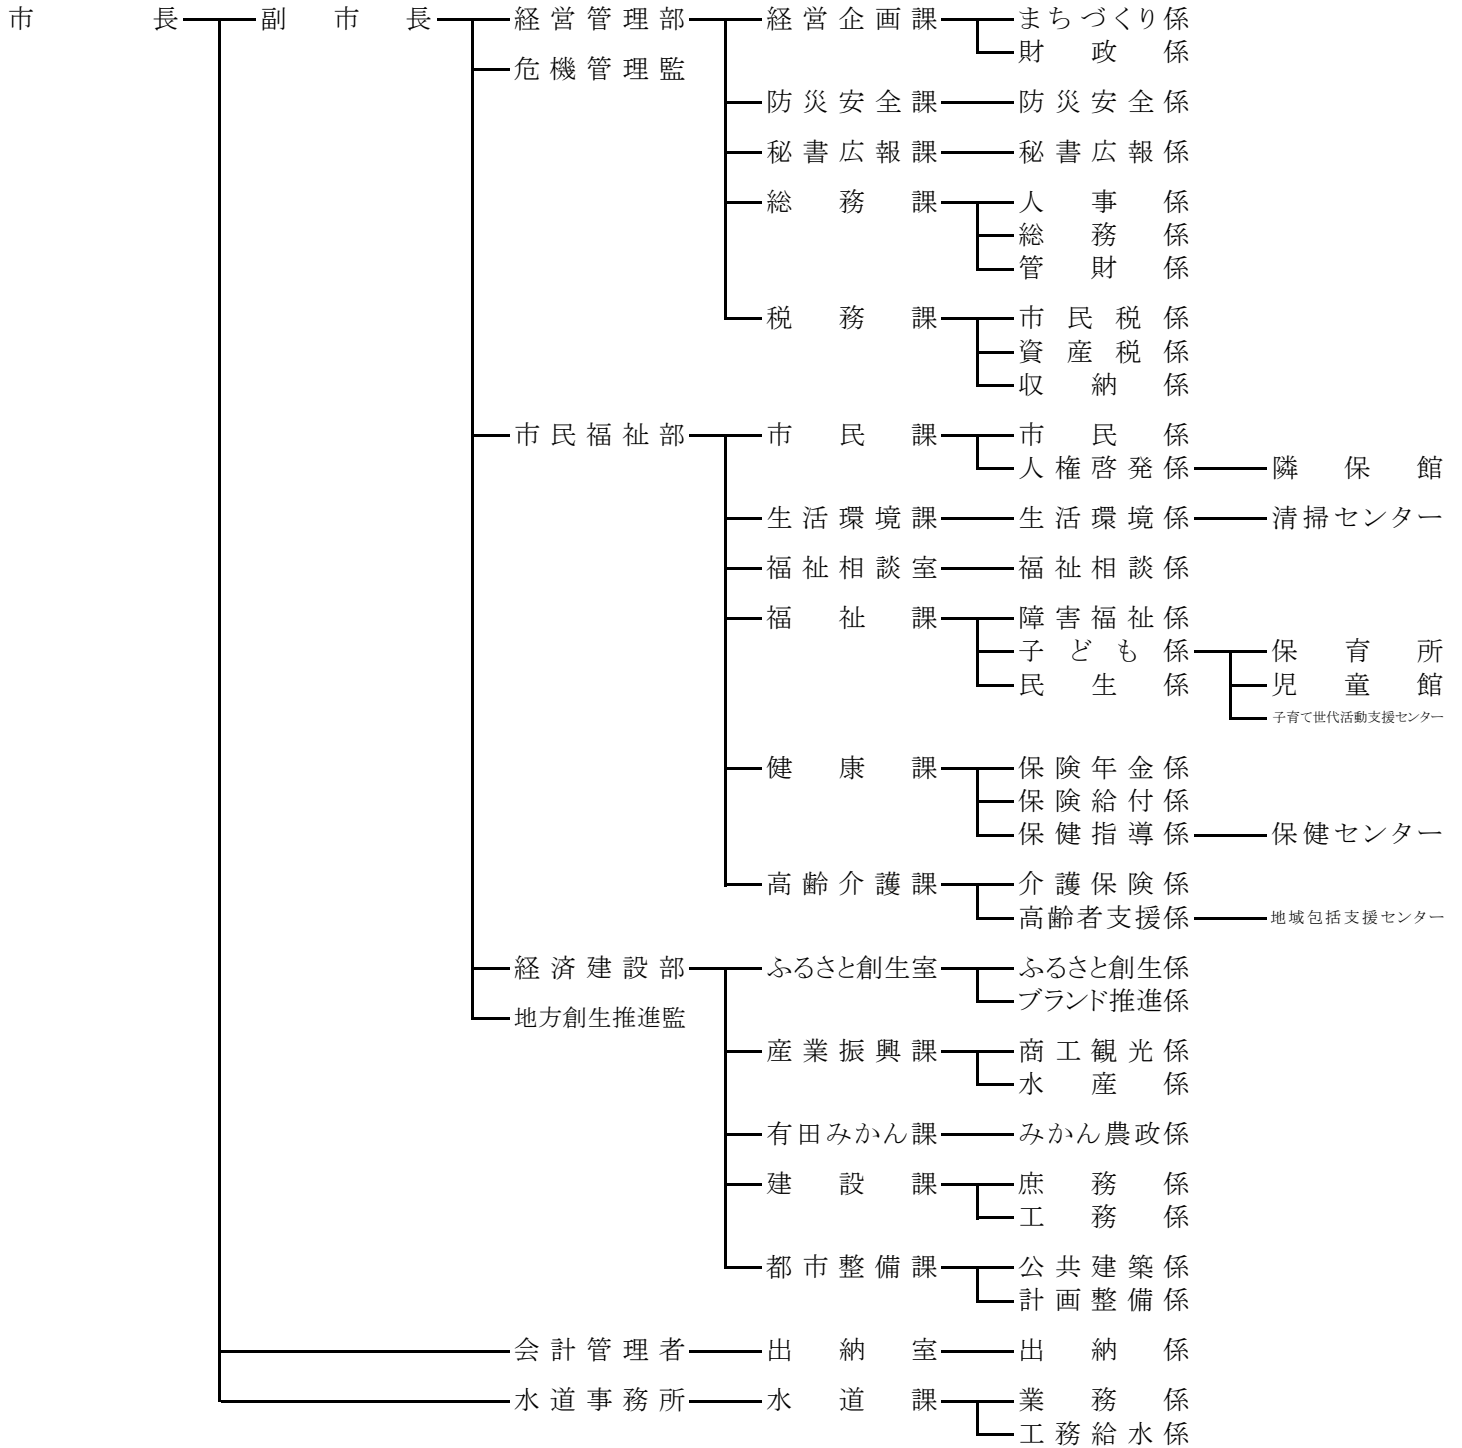 市長 副市長 経営管理部 経営企画課 まちづくり係
財政係
危機管理監
防災安全課 防災安全係
秘書広報課 秘書広報係
総務課 人事係
総務係
管財係
税務課 市民税係
資産税係
収納係
市民福祉部 市民課 市民係
人権啓発係 隣保館
生活環境課 生活環境係 清掃センター
福祉相談室 福祉相談係
福祉課 障害福祉係
子ども係 保育所
民生係 児童館
子育て世代活動支援センター
健康課 保険年金係
保険給付係
保健指導係 保健センター
高齢介護課 介護保険係
高齢者支援係 地域包括支援センター
経済建設部 ふるさと創生室 ふるさと創生係
ブランド推進係
地方創生推進監
産業振興課 商工観光係
水産係
有田みかん課 みかん農政係
建設課 庶務係
工務係
都市整備課 公共建築係
計画整備係
会計管理者 出納室 出納係
水道事務所 水道課 業務係
工務給水係